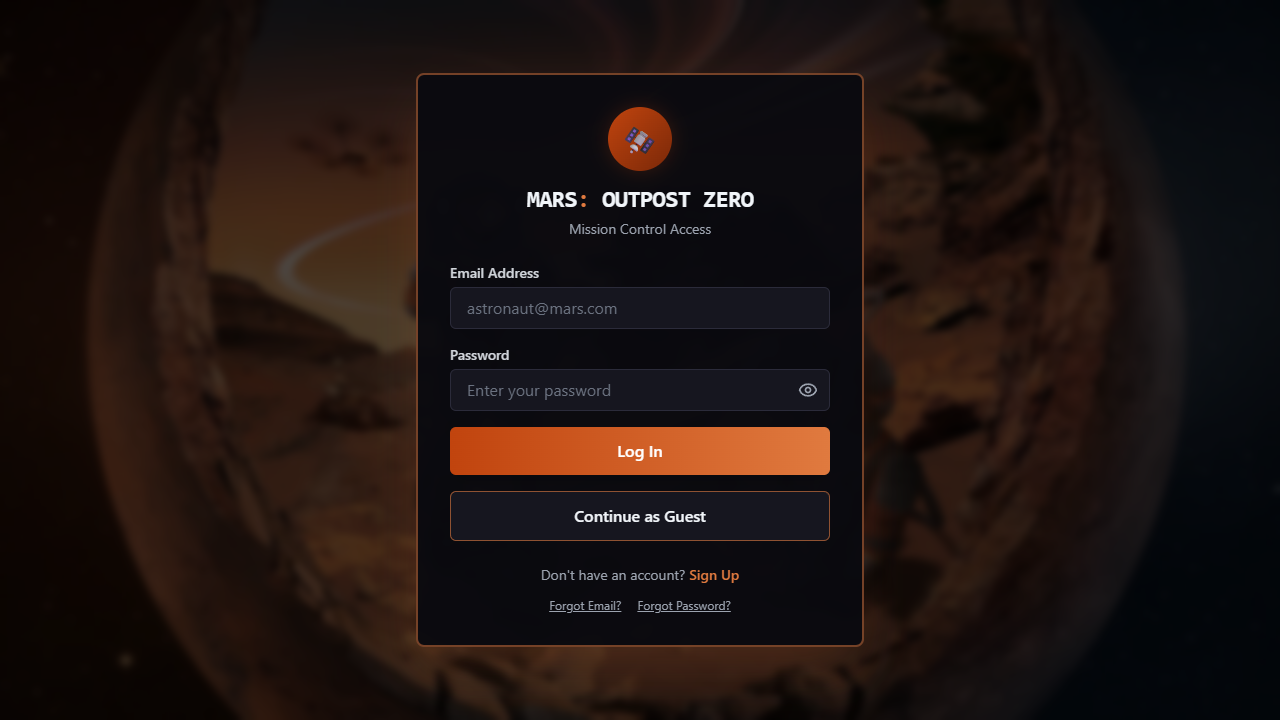 MARS: OUTPOST ZERO
Mission Control Access
Email Address
astronaut@mars.com
Password
Enter your password
Log In
Continue as Guest
Don't have an account? Sign Up
Forgot Email? Forgot Password?